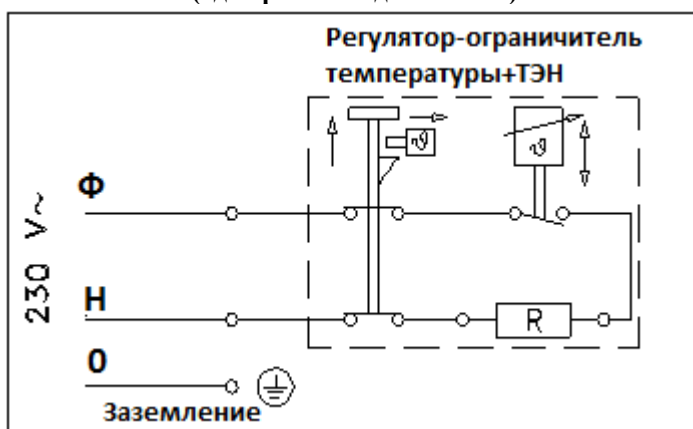 Регулятор-ограничитель
температуры+ТЭН
ϑ
ϑ
Ф
230 V~
Н
R
0
Заземление